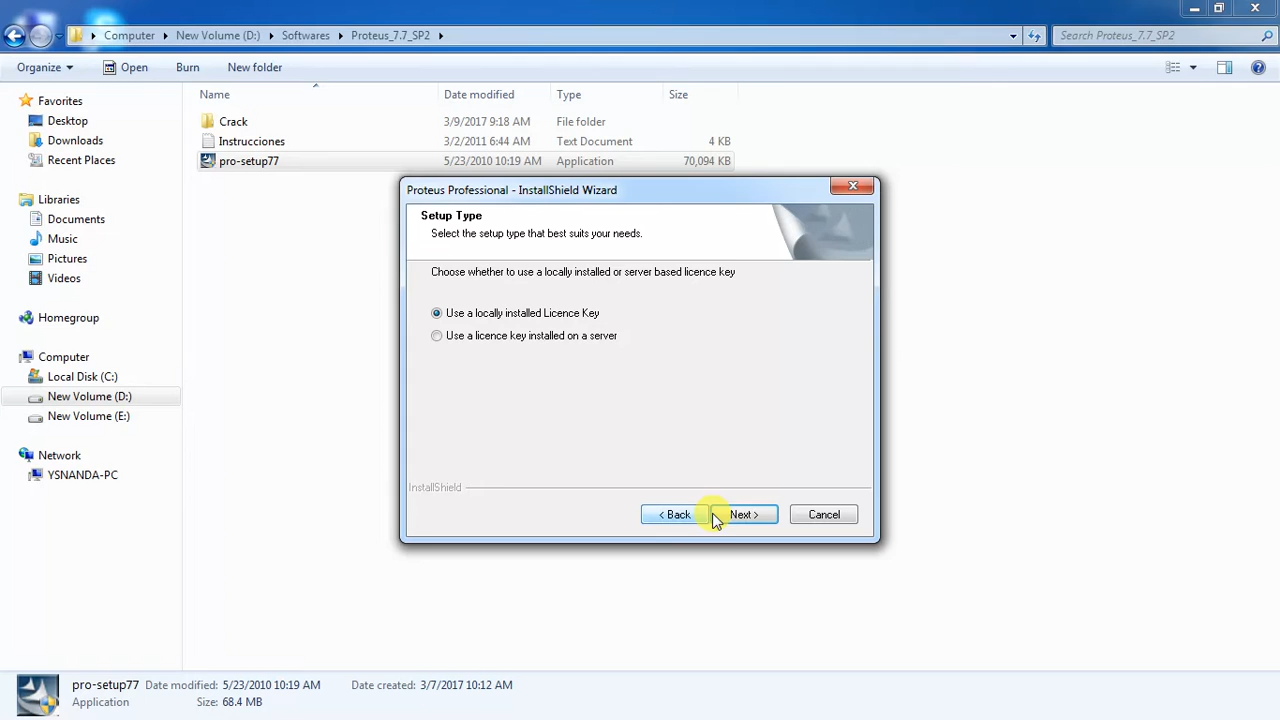 Computer New Volume (D:) Softwares Proteus_7.7_SP2 Search Proteus_7.7_SP2
Organize Open Burn New folder
Name Date modified Type Size
Favorites
Desktop
Downloads
Recent Places
Libraries
Documents
Music
Pictures
Videos
Homegroup
Computer
Local Disk (C:)
New Volume (D:)
New Volume (E:)
Network
YSNANDA-PC
Crack 3/9/2017 9:18 AM File folder
Instrucciones 3/2/2011 6:44 AM Text Document 4 KB
pro-setup77 5/23/2010 10:19 AM Application 70,094 KB
Proteus Professional - InstallShield Wizard
Setup Type
Select the setup type that best suits your needs.
Choose whether to use a locally installed or server based licence key
Use a locally installed Licence Key
Use a licence key installed on a server
InstallShield
< Back Next > Cancel
pro-setup77 Date modified: 5/23/2010 10:19 AM Date created: 3/7/2017 10:12 AM
Application Size: 68.4 MB